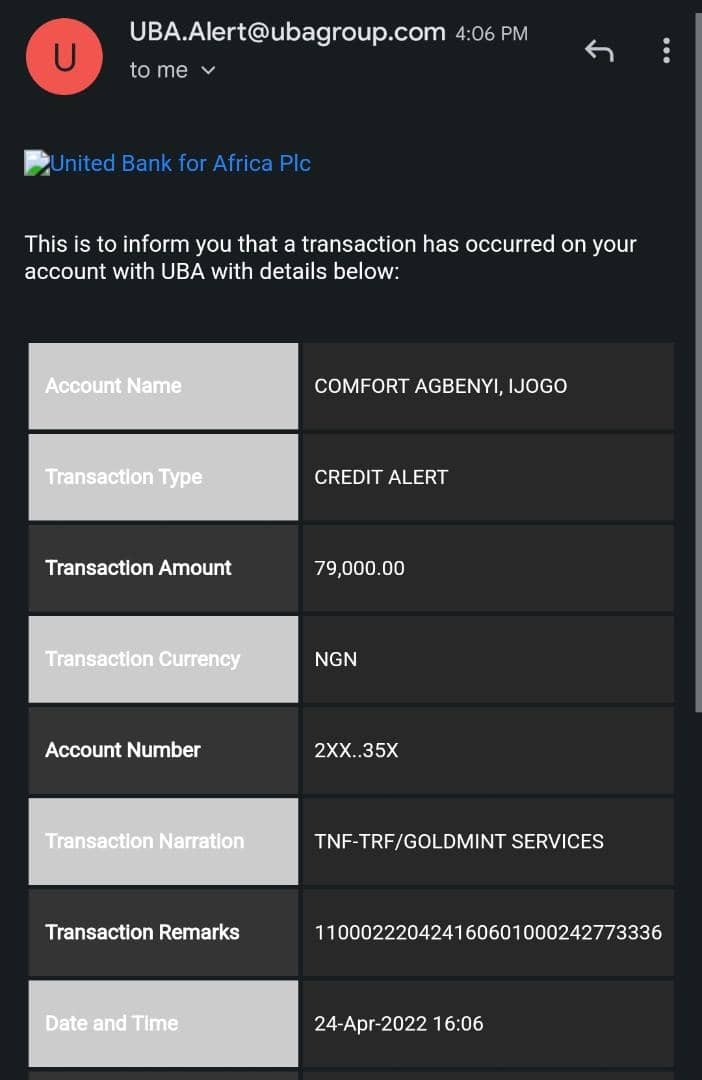 U
UBA.Alert@ubagroup.com 4:06 PM
to me
United Bank for Africa Plc
This is to inform you that a transaction has occurred on your
account with UBA with details below:
Account Name COMFORT AGBENYI, IJOGO
Transaction Type CREDIT ALERT
Transaction Amount 79,000.00
Transaction Currency NGN
Account Number 2XX..35X
Transaction Narration TNF-TRF/GOLDMINT SERVICES
Transaction Remarks 110002220424160601000242773336
Date and Time 24-Apr-2022 16:06